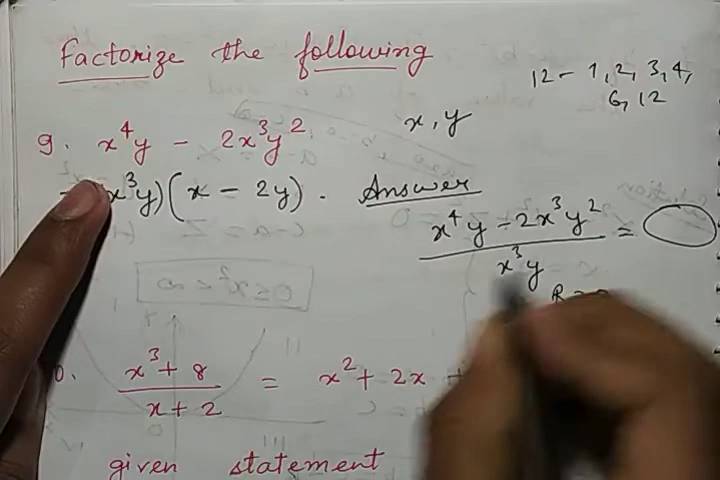 Factorize the following
12 - 1, 2, 3, 4,
6, 12
x, y
9. x⁴y - 2x³y²
x³y)(x - 2y). Answer
x⁴y - 2x³y² =
x³y
x³ + 8 = x² + 2x +
x + 2
given statement